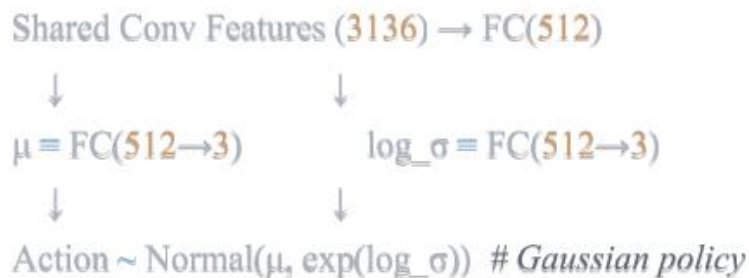 Shared Conv Features (3136) → FC(512)
↓ ↓
μ = FC(512→3) log_σ = FC(512→3)
↓ ↓
Action ~ Normal(μ, exp(log_σ)) # Gaussian policy